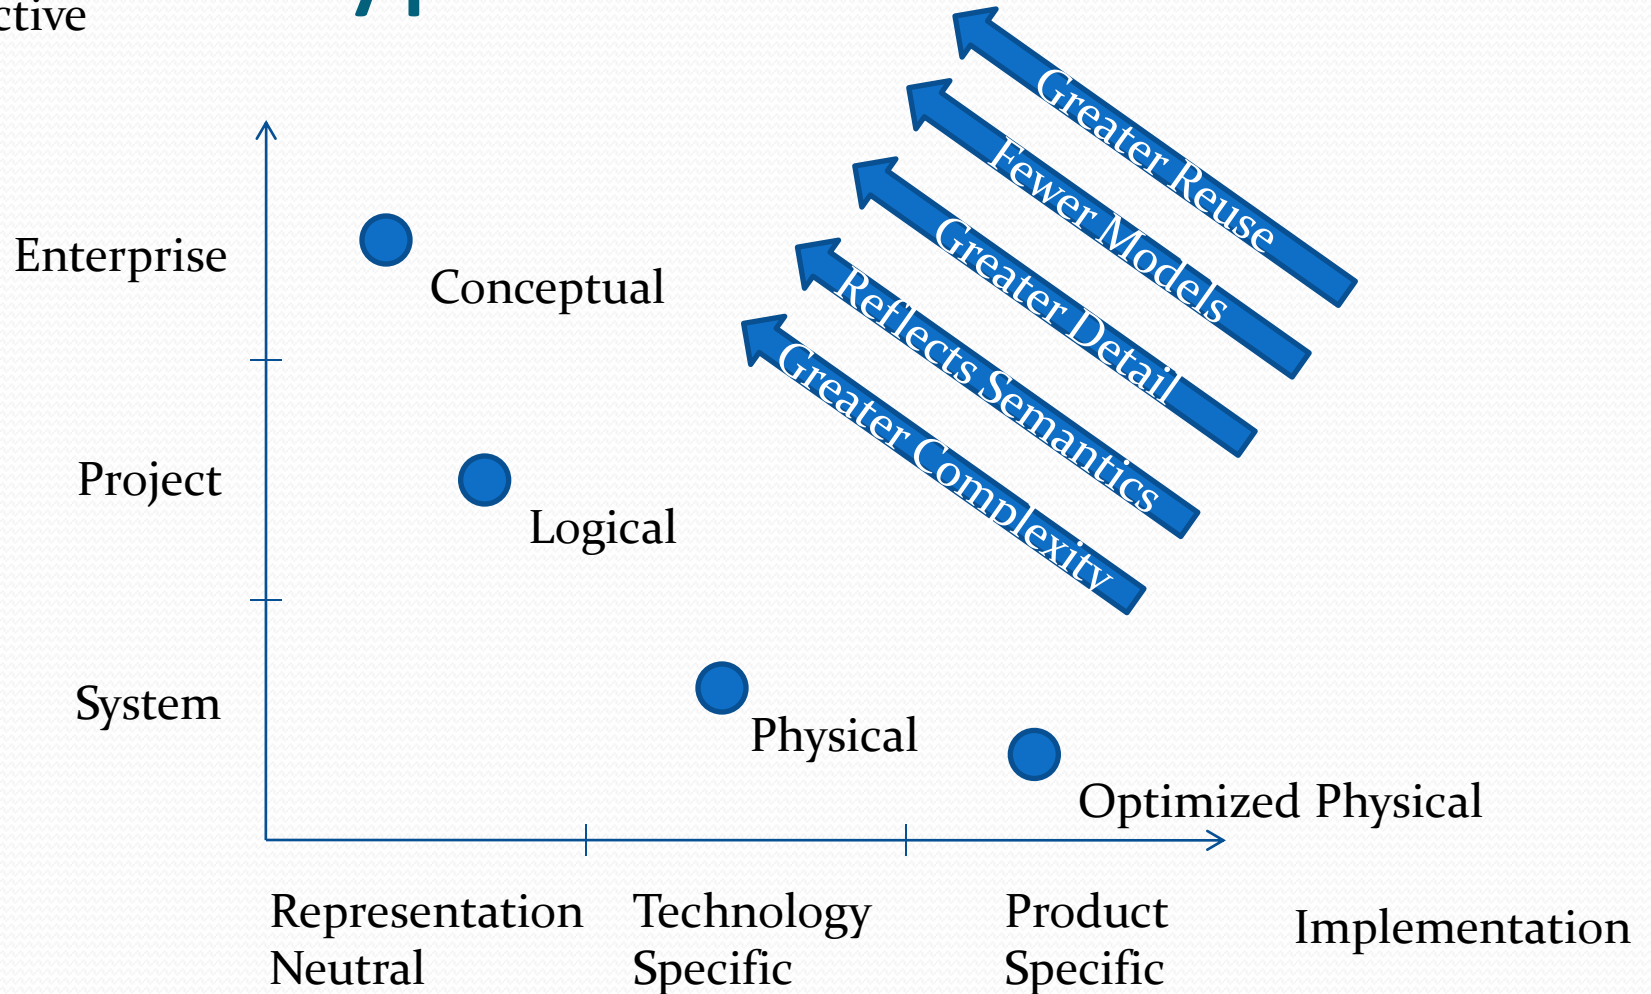 Greater Reuse
Fewer Models
Greater Detail
Reflects Semantics
Greater Complexity
Enterprise
Conceptual
Project
Logical
System
Physical
Optimized Physical
Representation
Neutral
Technology
Specific
Product
Specific
Implementation